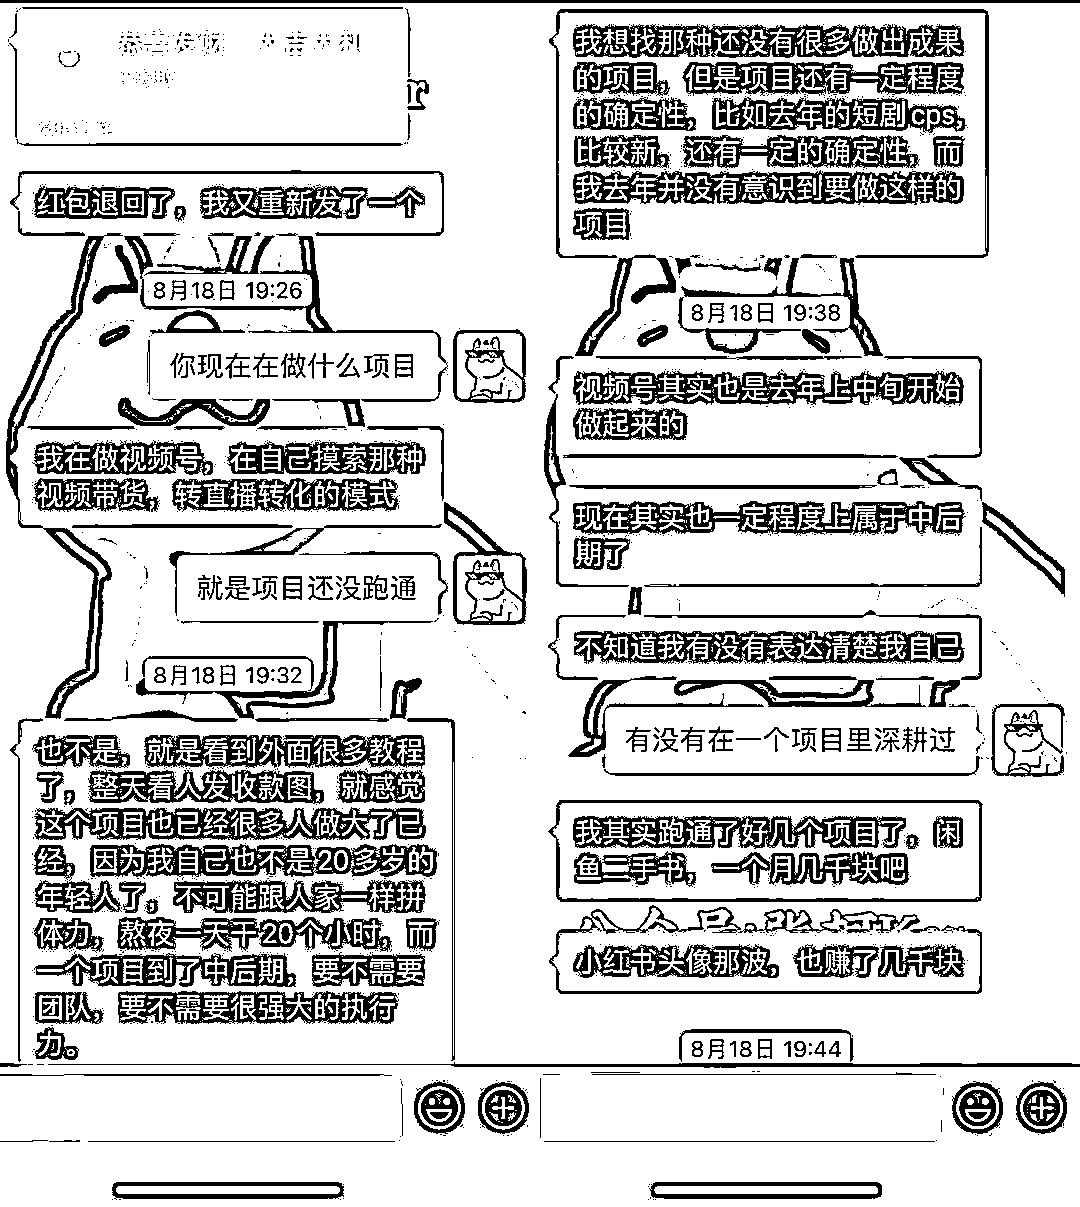 红包退回了，我又重新发了一个
8月18日 19:26
你现在在做什么项目
我在做视频号，在自己摸索那种
视频带货，转直播转化的模式
就是项目还没跑通
8月18日 19:32
也不是，就是看到外面很多教程
了，整天看人发收款图，就感觉
这个项目也已经很多人做大了已
经，因为我自己也不是20多岁的
年轻人了，不可能跟人家一样拼
体力，熬夜一天干20个小时，而
一个项目到了中后期，要不需要
团队，要不需要很强大的执行
力。
我想找那种还没有很多做出成果
的项目，但是项目还有一定程度
的确定性，比如去年的短剧cps,
比较新，还有一定的确定性，而
我去年并没有意识到要做这样的
项目
8月18日 19:38
视频号其实也是去年上中旬开始
做起来的
现在其实也一定程度上属于中后
期了
不知道我有没有表达清楚我自己
有没有在一个项目里深耕过
我其实跑通了好几个项目了，闲
鱼二手书，一个月几千块吧
小红书头像那波，也赚了几千块
8月18日 19:44